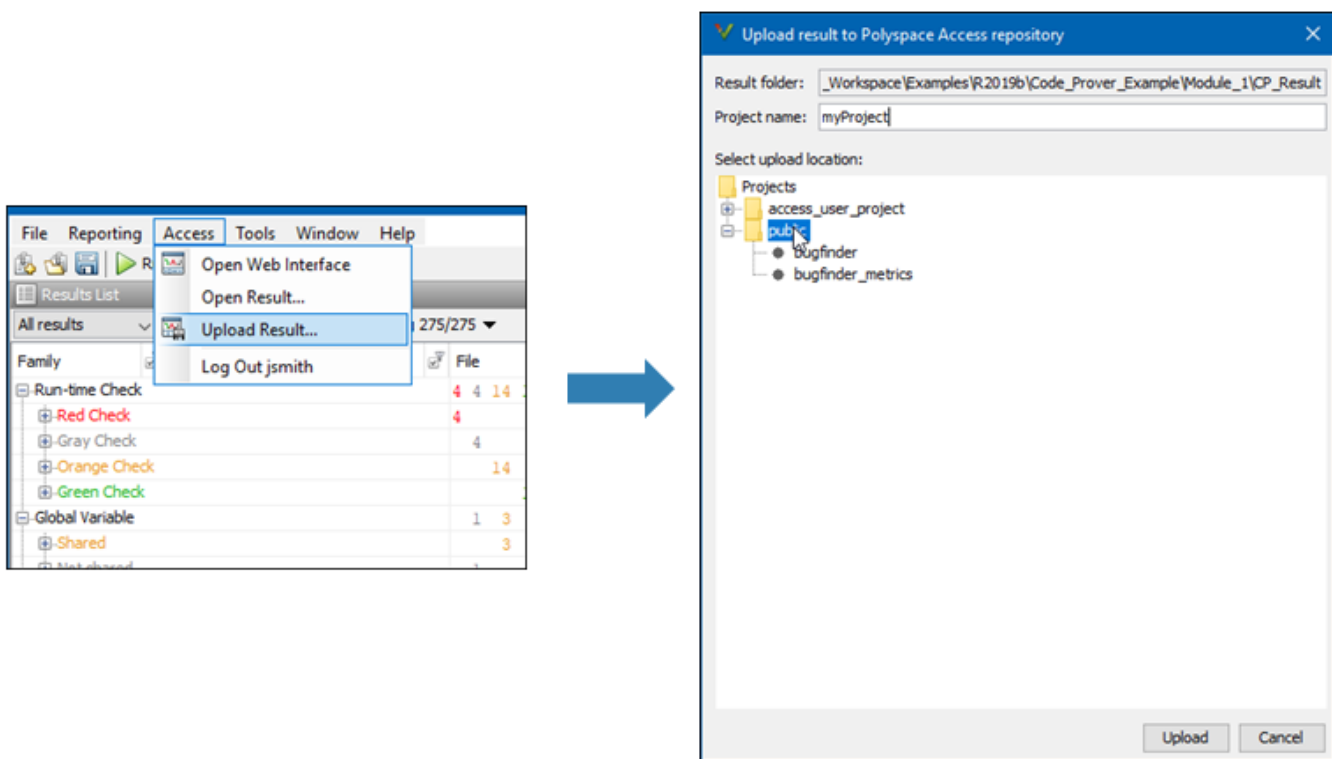 File Reporting Access Tools Window Help
Open Web Interface
Results List
Open Result...
All results
Upload Result...
275/275
Family
Log Out jsmith
File
Run-time Check 4 4 14
Red Check 4
Gray Check 4
Orange Check 14
Green Check
Global Variable 1 3
Shared 3
Not shared
Upload result to Polyspace Access repository
Result folder: _Workspace\Examples\R2019b\Code_Prover_Example\Module_1\CP_Result
Project name: myProject
Select upload location:
Projects
access_user_project
public
bugfinder
bugfinder_metrics
Upload Cancel